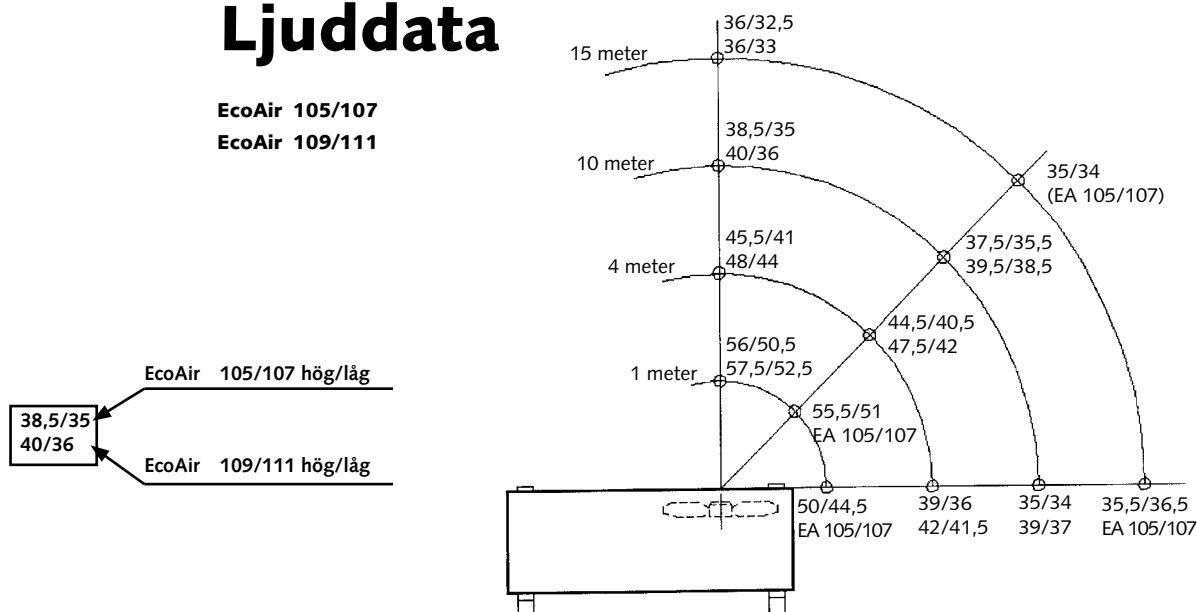 Ljuddata
EcoAir 105/107
EcoAir 109/111
EcoAir 105/107 hög/låg
38,5/35
40/36
EcoAir 109/111 hög/låg
36/32,5
15 meter 36/33
38,5/35
10 meter 40/36
35/34
(EA 105/107)
45,5/41
4 meter 48/44
37,5/35,5
39,5/38,5
56/50,5
1 meter 57,5/52,5
44,5/40,5
47,5/42
55,5/51
EA 105/107
50/44,5
EA 105/107
39/36
42/41,5
35/34
39/37
35,5/36,5
EA 105/107